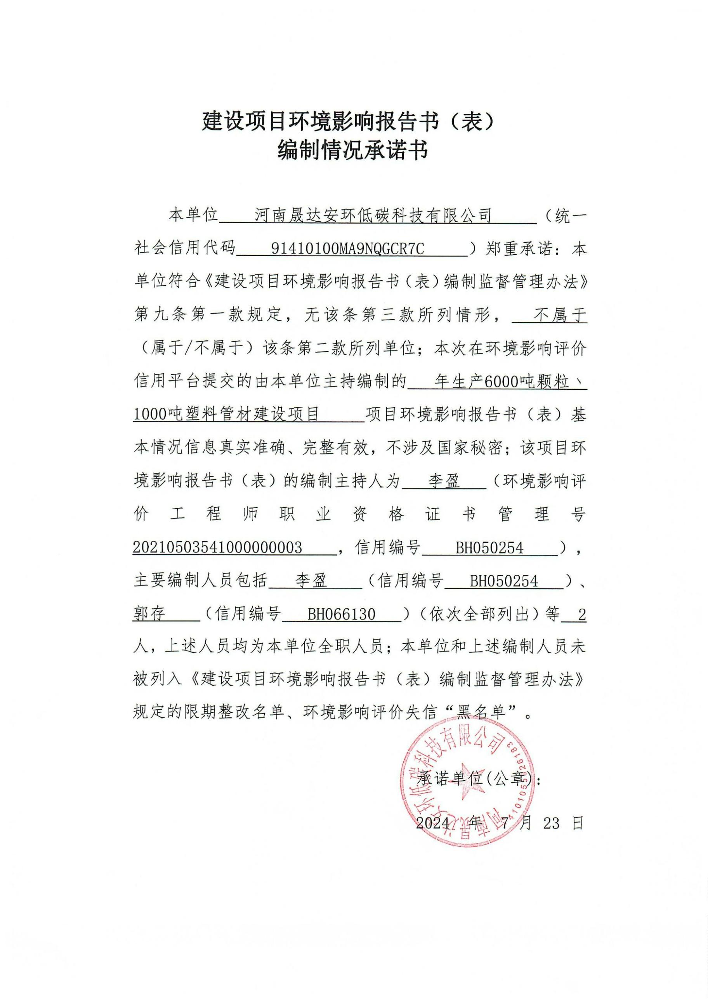 建设项目环境影响报告书（表）
编制情况承诺书
本单位 河南晟达安环低碳科技有限公司 （统一
社会信用代码 91410100MA9NQGCR7C ）郑重承诺：本
单位符合《建设项目环境影响报告书（表）编制监督管理办法》
第九条第一款规定，无该条第三款所列情形， 不属于
（属于/不属于）该条第二款所列单位；本次在环境影响评价
信用平台提交的由本单位主持编制的 年生产6000吨颗粒、
1000吨塑料管材建设项目 项目环境影响报告书（表）基
本情况信息真实准确、完整有效，不涉及国家秘密；该项目环
境影响报告书（表）的编制主持人为 李盈 （环境影响评
价工程师职业资格证书管理号
20210503541000000003 ，信用编号 BH050254 ），
主要编制人员包括 李盈 （信用编号 BH050254 ）、
郭存 （信用编号 BH066130 ）（依次全部列出）等 2
人，上述人员均为本单位全职人员；本单位和上述编制人员未
被列入《建设项目环境影响报告书（表）编制监督管理办法》
规定的限期整改名单、环境影响评价失信“黑名单”。
承诺单位(公章)：
2024 年 7 月 23 日
河南晟达安环低碳科技有限公司